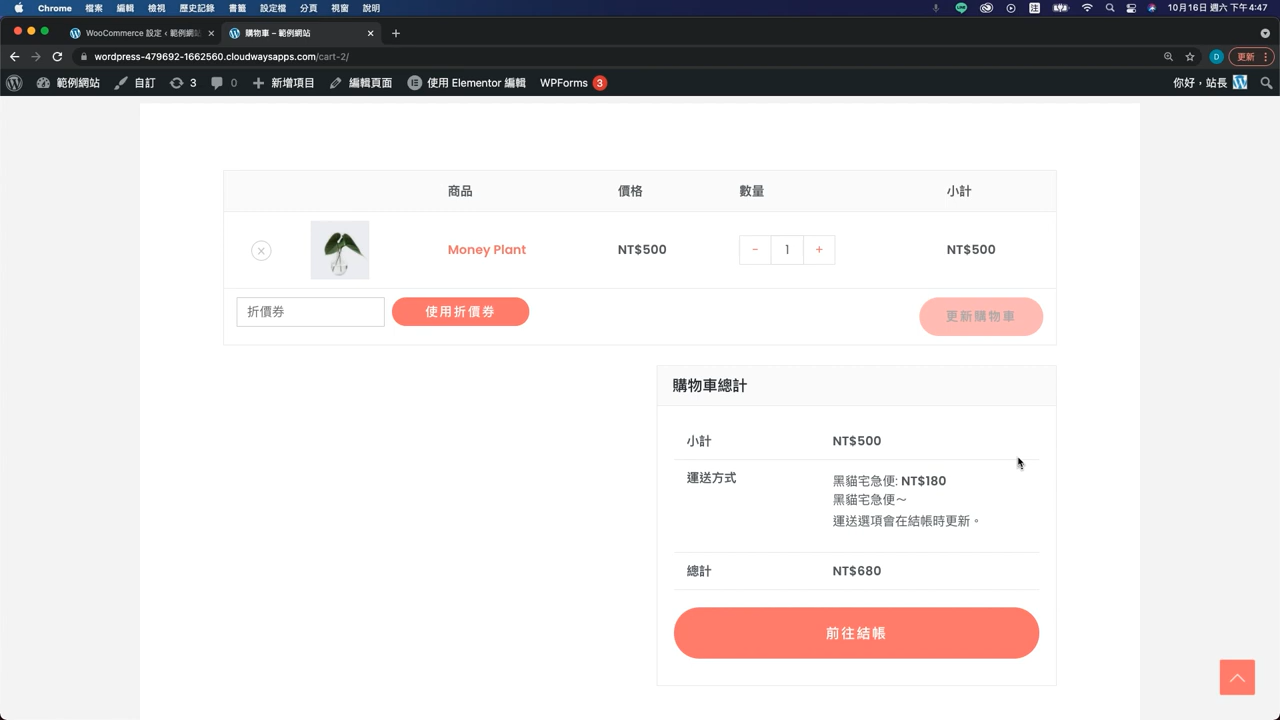 Chrome 檔案 編輯 檢視 歷史記錄 書籤 設定檔 分頁 視窗 說明 注 10月16日 週六 下午4:47
WooCommerce 設定 ‹ 範例網站 購物車 – 範例網站
wordpress-479692-1662560.cloudwaysapps.com/cart-2/ D 更新
範例網站 自訂 3 0 新增項目 編輯頁面 使用 Elementor 編輯 WPForms 3 你好，站長
商品 價格 數量 小計
Money Plant NT$500 - 1 + NT$500
折價券 使用折價券 更新購物車
購物車總計
小計 NT$500
運送方式 黑貓宅急便: NT$180
黑貓宅急便～
運送選項會在結帳時更新。
總計 NT$680
前往結帳